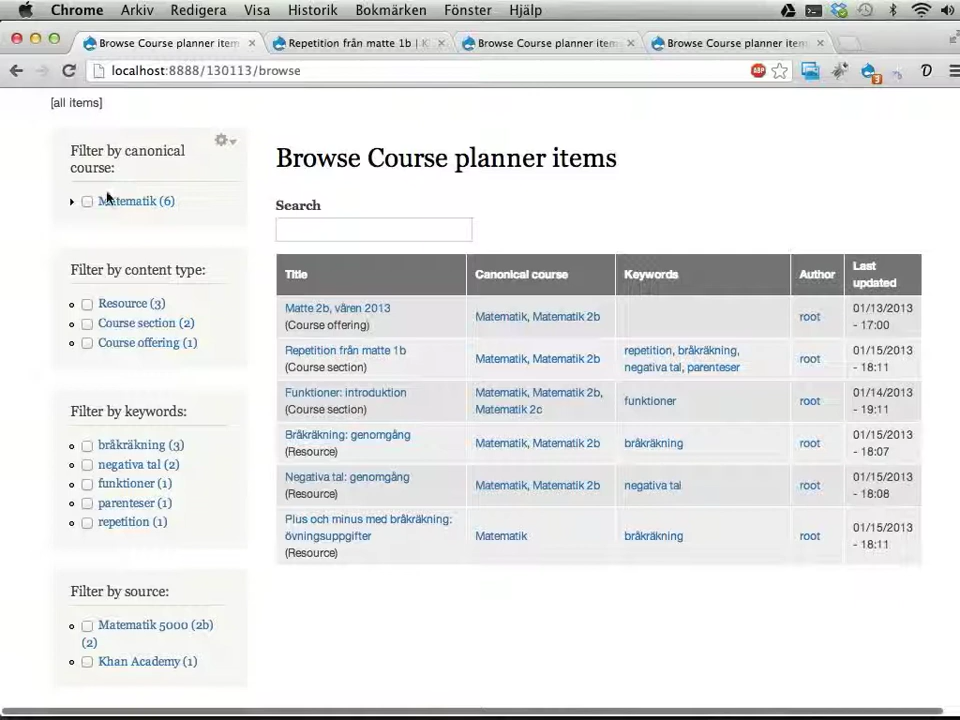 Chrome Arkiv Redigera Visa Historik Bokmärken Fönster Hjälp
Browse Course planner item Repetition från matte 1b | K Browse Course planner item Browse Course planner item
localhost:8888/130113/browse
[all items]
Filter by canonical
course:
Matematik (6)
Filter by content type:
Resource (3)
Course section (2)
Course offering (1)
Filter by keywords:
bråkräkning (3)
negativa tal (2)
funktioner (1)
parenteser (1)
repetition (1)
Filter by source:
Matematik 5000 (2b)
(2)
Khan Academy (1)
Browse Course planner items
Search
Title Canonical course Keywords Author Last
updated
Matte 2b, våren 2013
(Course offering)
Matematik, Matematik 2b
root
01/13/2013
- 17:00
Repetition från matte 1b
(Course section)
Matematik, Matematik 2b
repetition, bråkräkning,
negativa tal, parenteser
root
01/15/2013
- 18:11
Funktioner: introduktion
(Course section)
Matematik, Matematik 2b,
Matematik 2c
funktioner
root
01/14/2013
- 19:11
Bråkräkning: genomgång
(Resource)
Matematik, Matematik 2b
bråkräkning
root
01/15/2013
- 18:07
Negativa tal: genomgång
(Resource)
Matematik, Matematik 2b
negativa tal
root
01/15/2013
- 18:08
Plus och minus med bråkräkning:
övningsuppgifter
(Resource)
Matematik
bråkräkning
root
01/15/2013
- 18:11